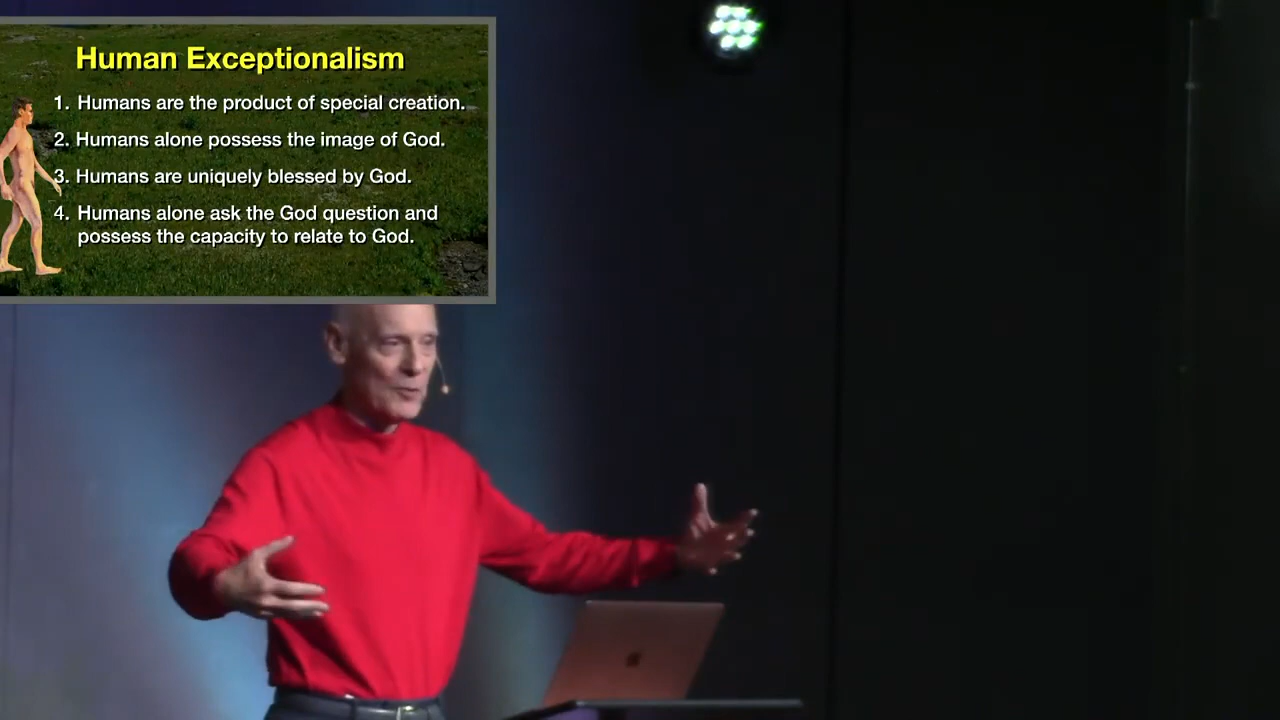 Human Exceptionalism
1. Humans are the product of special creation.
2. Humans alone possess the image of God.
3. Humans are uniquely blessed by God.
4. Humans alone ask the God question and
possess the capacity to relate to God.